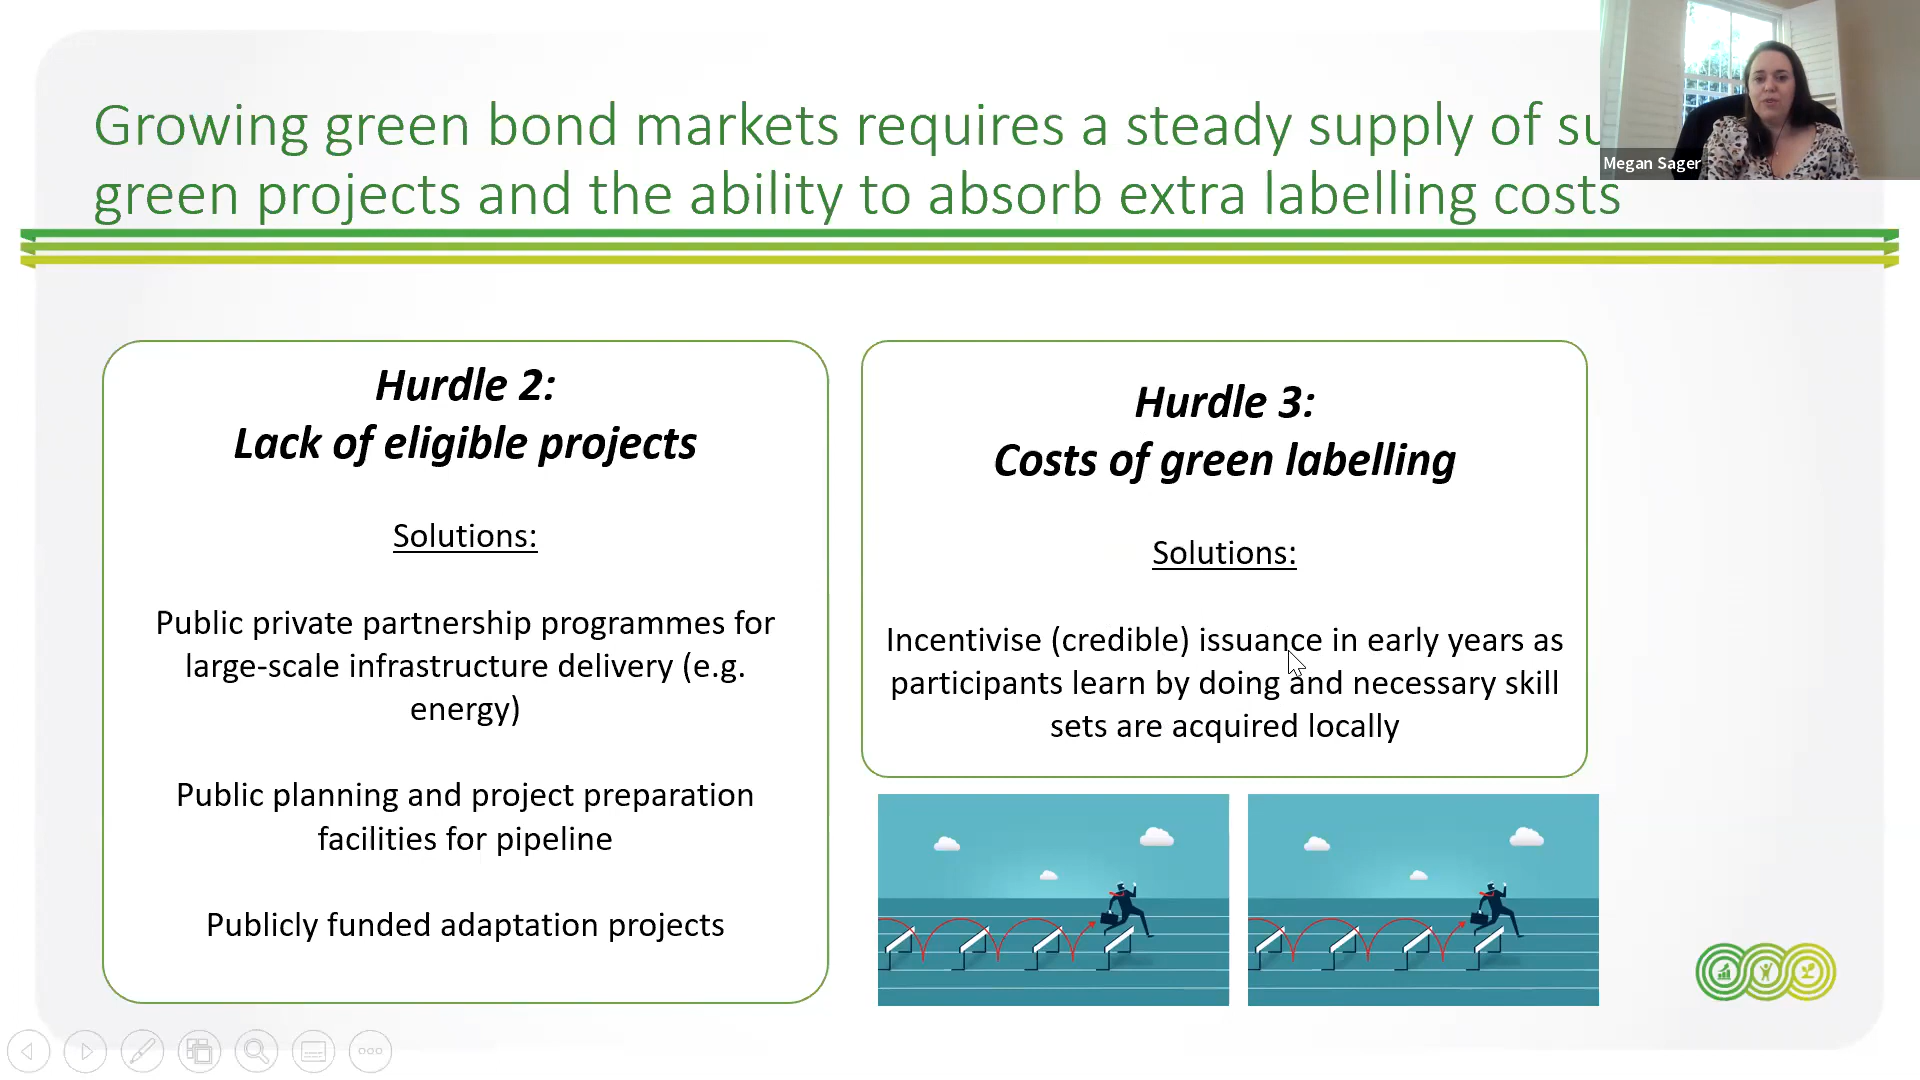 Growing green bond markets requires a steady supply of
green projects and the ability to absorb extra labelling costs
Megan Sager
Hurdle 2:
Lack of eligible projects
Solutions:
Public private partnership programmes for
large-scale infrastructure delivery (e.g.
energy)
Public planning and project preparation
facilities for pipeline
Publicly funded adaptation projects
Hurdle 3:
Costs of green labelling
Solutions:
Incentivise (credible) issuance in early years as
participants learn by doing and necessary skill
sets are acquired locally